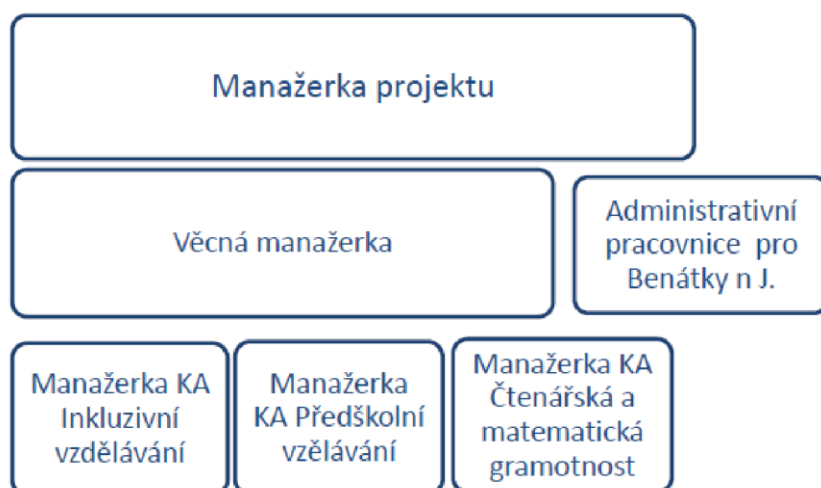 Manažerka projektu
Věcná manažerka
Administrativní
pracovnice pro
Benátky n J.
Manažerka KA
Inkluzivní
vzdělávání
Manažerka
KA Předškolní
vzělávání
Manažerka KA
Čtenářská a
matematická
gramotnost